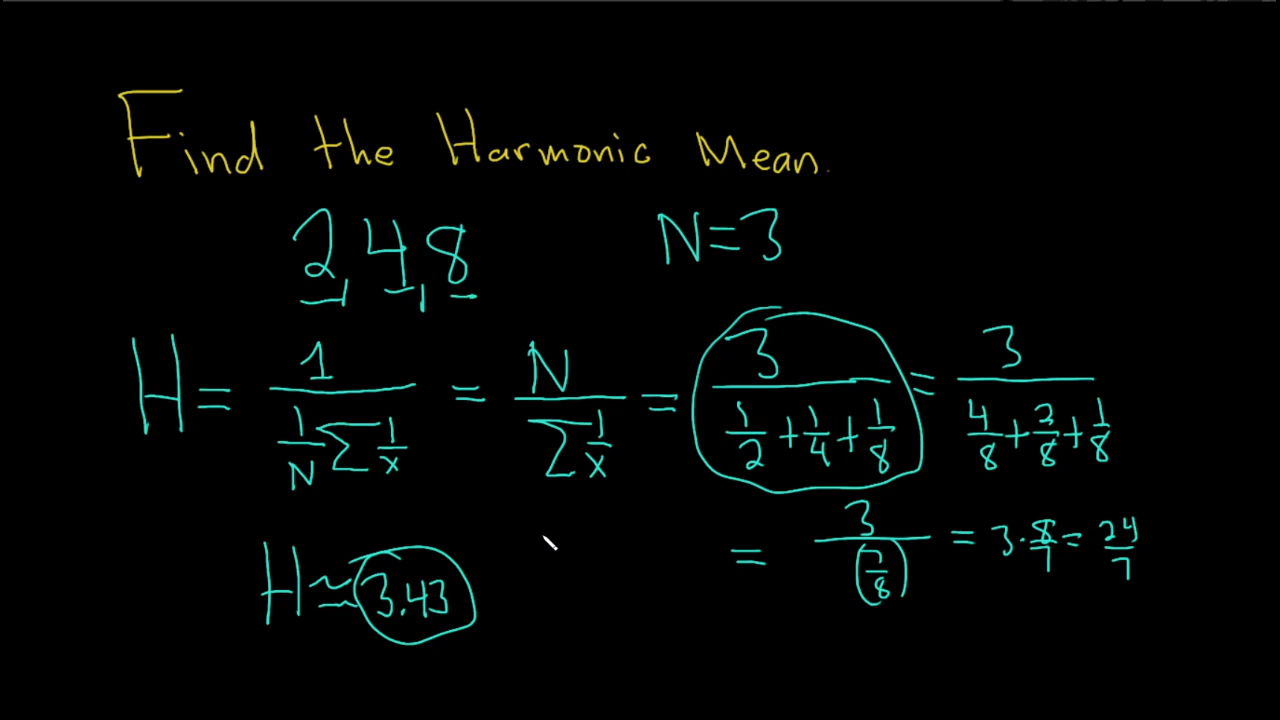 Find the Harmonic Mean.
2, 4, 8 N=3
H = 1/(1/N Σ 1/x) = N/(Σ 1/x) = 3/(1/2 + 1/4 + 1/8) = 3/(4/8 + 2/8 + 1/8)
= 3/(7/8) = 3·8/7 = 24/7
H ≈ 3.43